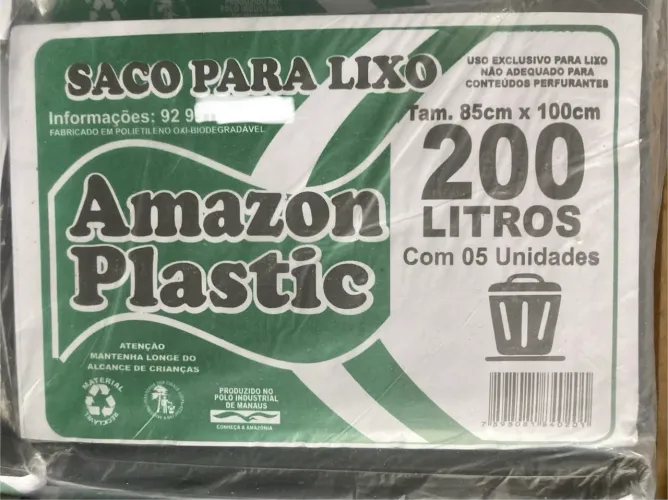 SACO PARA LIXO
Informações: 92 9
FABRICADO EM POLIETILENO OXI-BIODEGRADÁVEL
USO EXCLUSIVO PARA LIXO
NÃO ADEQUADO PARA
CONTEÚDOS PERFURANTES
Tam. 85cm x 100cm
200
LITROS
Com 05 Unidades
Amazon
Plastic
ATENÇÃO
MANTENHA LONGE DO
ALCANCE DE CRIANÇAS
MATERIAL
RECICLÁVEL
PRODUZIDO NO
POLO INDUSTRIAL
DE MANAUS
CONHEÇA A AMAZÔNIA